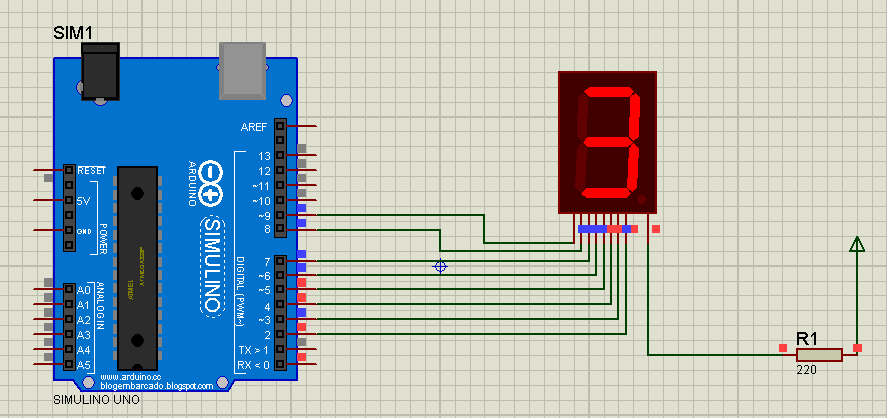 SIM1
AREF
13
12
~11
~10
~9
8
7
~6
~5
4
~3
2
TX > 1
RX < 0
RESET
5V
GND
POWER
A0
A1
A2
A3
A4
A5
ANALOG IN
ARDUINO
SIMULINO
DIGITAL (PWM~)
www.arduino.cc
blogembarcado.blogspot.com
SIMULINO UNO
3
R1
220